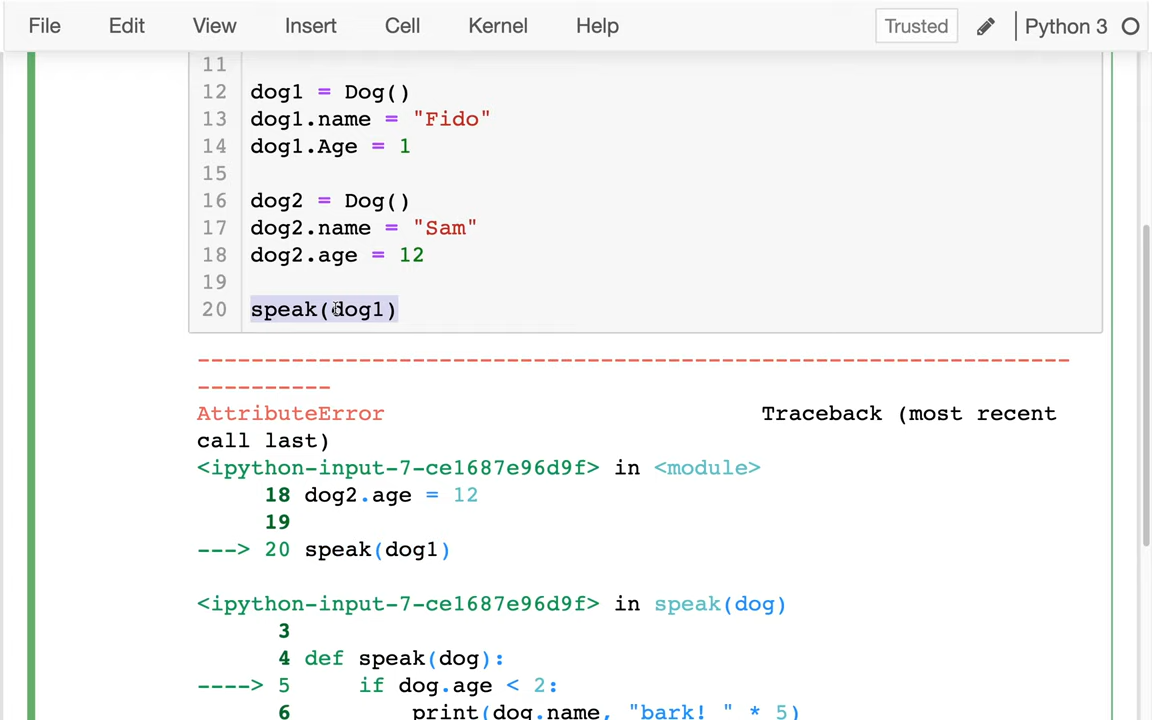 File Edit View Insert Cell Kernel Help Trusted Python 3
11
12 dog1 = Dog()
13 dog1.name = "Fido"
14 dog1.Age = 1
15
16 dog2 = Dog()
17 dog2.name = "Sam"
18 dog2.age = 12
19
20 speak(dog1)
-----------------------------------------------------------------
----------
AttributeError Traceback (most recent
call last)
<ipython-input-7-ce1687e96d9f> in <module>
18 dog2.age = 12
19
---> 20 speak(dog1)
<ipython-input-7-ce1687e96d9f> in speak(dog)
3
4 def speak(dog):
----> 5 if dog.age < 2:
6 print(dog.name, "bark! " * 5)